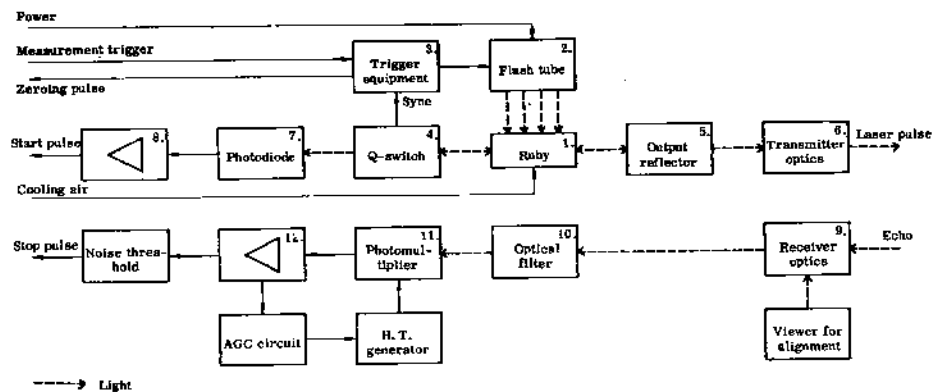 Power
Measurement trigger
Zeroing pulse
3.
Trigger
equipment
2.
Flash tube
Sync
Start pulse
8.
7.
Photodiode
4.
Q-switch
1.
Ruby
5.
Output
reflector
6.
Transmitter
optics
Laser pulse
Cooling air
Stop pulse
Noise thres-
hold
12.
11.
Photomul-
tiplier
10.
Optical
filter
9.
Receiver
optics
Echo
AGC circuit
H. T.
generator
Viewer for
alignment
Light